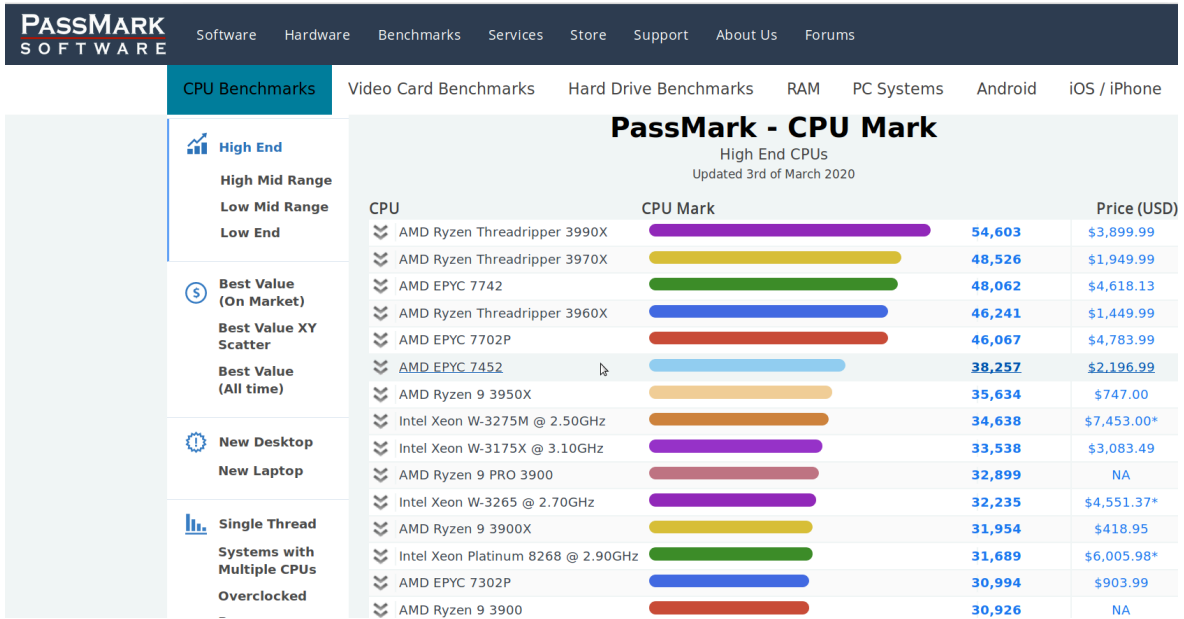 PASSMARK
SOFTWARE
Software Hardware Benchmarks Services Store Support About Us Forums
CPU Benchmarks Video Card Benchmarks Hard Drive Benchmarks RAM PC Systems Android iOS / iPhone
High End
High Mid Range
Low Mid Range
Low End
Best Value
(On Market)
Best Value XY
Scatter
Best Value
(All time)
New Desktop
New Laptop
Single Thread
Systems with
Multiple CPUs
Overclocked
PassMark - CPU Mark
High End CPUs
Updated 3rd of March 2020
CPU CPU Mark Price (USD)
AMD Ryzen Threadripper 3990X 54,603 $3,899.99
AMD Ryzen Threadripper 3970X 48,526 $1,949.99
AMD EPYC 7742 48,062 $4,618.13
AMD Ryzen Threadripper 3960X 46,241 $1,449.99
AMD EPYC 7702P 46,067 $4,783.99
AMD EPYC 7452 38,257 $2,196.99
AMD Ryzen 9 3950X 35,634 $747.00
Intel Xeon W-3275M @ 2.50GHz 34,638 $7,453.00*
Intel Xeon W-3175X @ 3.10GHz 33,538 $3,083.49
AMD Ryzen 9 PRO 3900 32,899 NA
Intel Xeon W-3265 @ 2.70GHz 32,235 $4,551.37*
AMD Ryzen 9 3900X 31,954 $418.95
Intel Xeon Platinum 8268 @ 2.90GHz 31,689 $6,005.98*
AMD EPYC 7302P 30,994 $903.99
AMD Ryzen 9 3900 30,926 NA